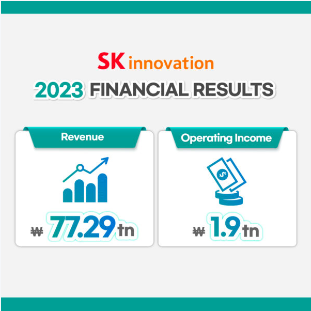 SK innovation
2023 FINANCIAL RESULTS
Revenue
₩ 77.29 tn
Operating Income
₩ 1.9 tn